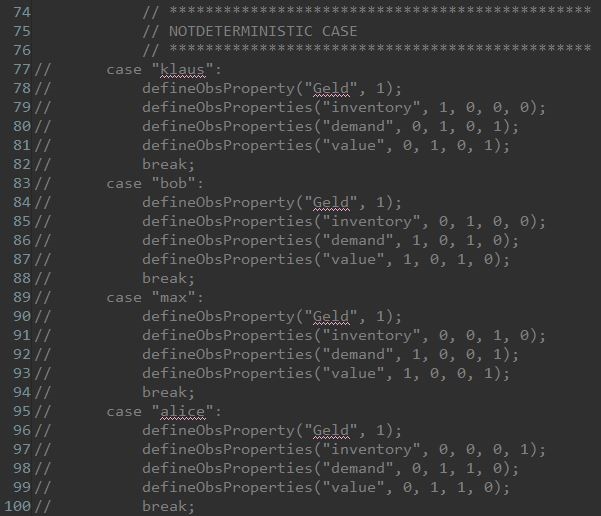 74             // ***********************************************
75             // NOTDETERMINISTIC CASE
76             // ***********************************************
77 //      case "klaus":
78 //          defineObsProperty("Geld", 1);
79 //          defineObsProperties("inventory", 1, 0, 0, 0);
80 //          defineObsProperties("demand", 0, 1, 0, 1);
81 //          defineObsProperties("value", 0, 1, 0, 1);
82 //          break;
83 //      case "bob":
84 //          defineObsProperty("Geld", 1);
85 //          defineObsProperties("inventory", 0, 1, 0, 0);
86 //          defineObsProperties("demand", 1, 0, 1, 0);
87 //          defineObsProperties("value", 1, 0, 1, 0);
88 //          break;
89 //      case "max":
90 //          defineObsProperty("Geld", 1);
91 //          defineObsProperties("inventory", 0, 0, 1, 0);
92 //          defineObsProperties("demand", 1, 0, 0, 1);
93 //          defineObsProperties("value", 1, 0, 0, 1);
94 //          break;
95 //      case "alice":
96 //          defineObsProperty("Geld", 1);
97 //          defineObsProperties("inventory", 0, 0, 0, 1);
98 //          defineObsProperties("demand", 0, 1, 1, 0);
99 //          defineObsProperties("value", 0, 1, 1, 0);
100 //          break;